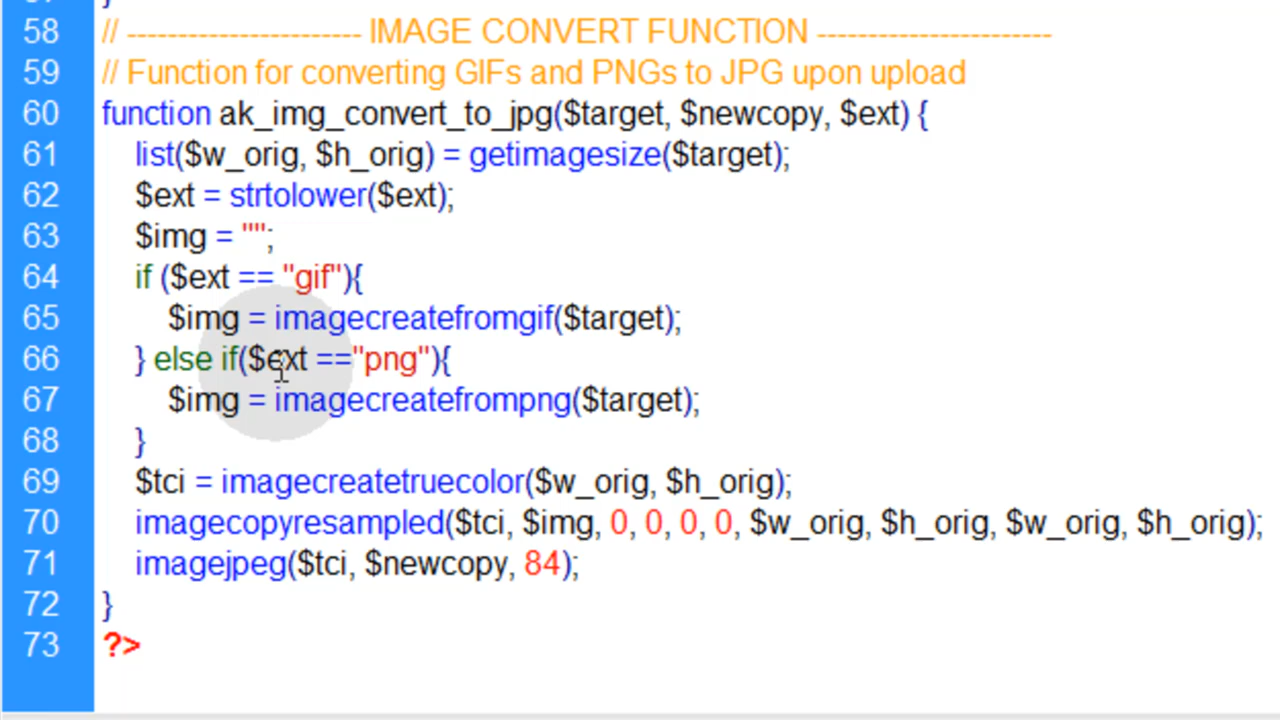 58 // ----------------------- IMAGE CONVERT FUNCTION -----------------------
59 // Function for converting GIFs and PNGs to JPG upon upload
60 function ak_img_convert_to_jpg($target, $newcopy, $ext) {
61 list($w_orig, $h_orig) = getimagesize($target);
62 $ext = strtolower($ext);
63 $img = "";
64 if ($ext == "gif"){
65 $img = imagecreatefromgif($target);
66 } else if($ext =="png"){
67 $img = imagecreatefrompng($target);
68 }
69 $tci = imagecreatetruecolor($w_orig, $h_orig);
70 imagecopyresampled($tci, $img, 0, 0, 0, 0, $w_orig, $h_orig, $w_orig, $h_orig);
71 imagejpeg($tci, $newcopy, 84);
72 }
73 ?>